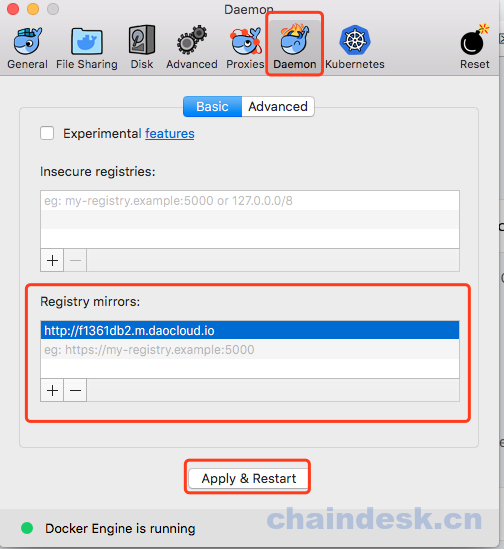 Daemon
General File Sharing Disk Advanced Proxies Daemon Kubernetes Reset
Basic Advanced
Experimental features
Insecure registries:
eg: my-registry.example:5000 or 127.0.0.0/8
+ −
Registry mirrors:
http://f1361db2.m.daocloud.io
eg: https://my-registry.example:5000
+ −
Apply & Restart
Docker Engine is running
chaindesk.cn